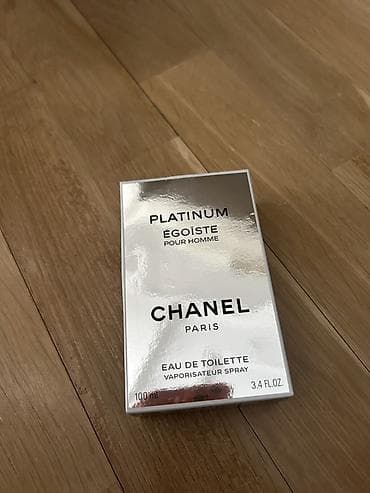 PLATINUM
ÉGOÏSTE
POUR HOMME
CHANEL
PARIS
EAU DE TOILETTE
VAPORISATEUR SPRAY
100 ml 3.4 FL.OZ.